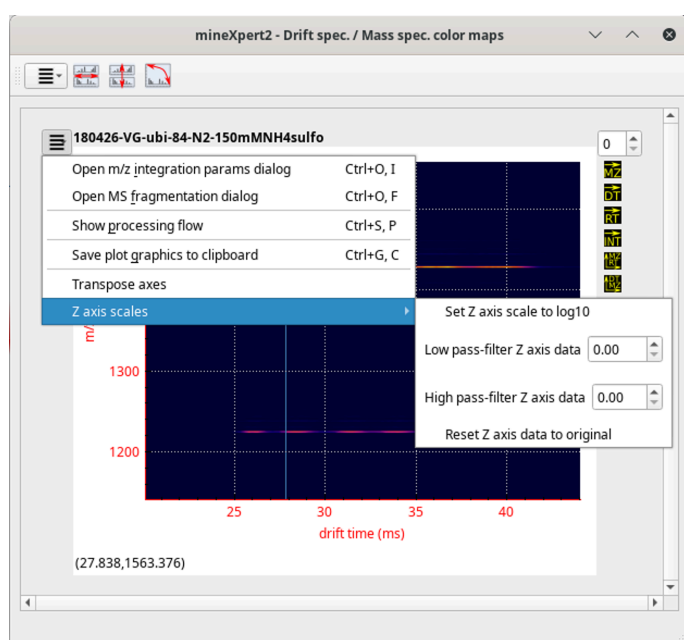 mineXpert2 - Drift spec. / Mass spec. color maps
180426-VG-ubi-84-N2-150mMNH4sulfo
0
Open m/z integration params dialog Ctrl+O, I
Open MS fragmentation dialog Ctrl+O, F
Show processing flow Ctrl+S, P
Save plot graphics to clipboard Ctrl+G, C
Transpose axes
Z axis scales
MZ
DT
RT
INT
MZ
RT
DT
MZ
Set Z axis scale to log10
Low pass-filter Z axis data 0.00
High pass-filter Z axis data 0.00
Reset Z axis data to original
m/
1300
1200
25 30 35 40
drift time (ms)
(27.838,1563.376)